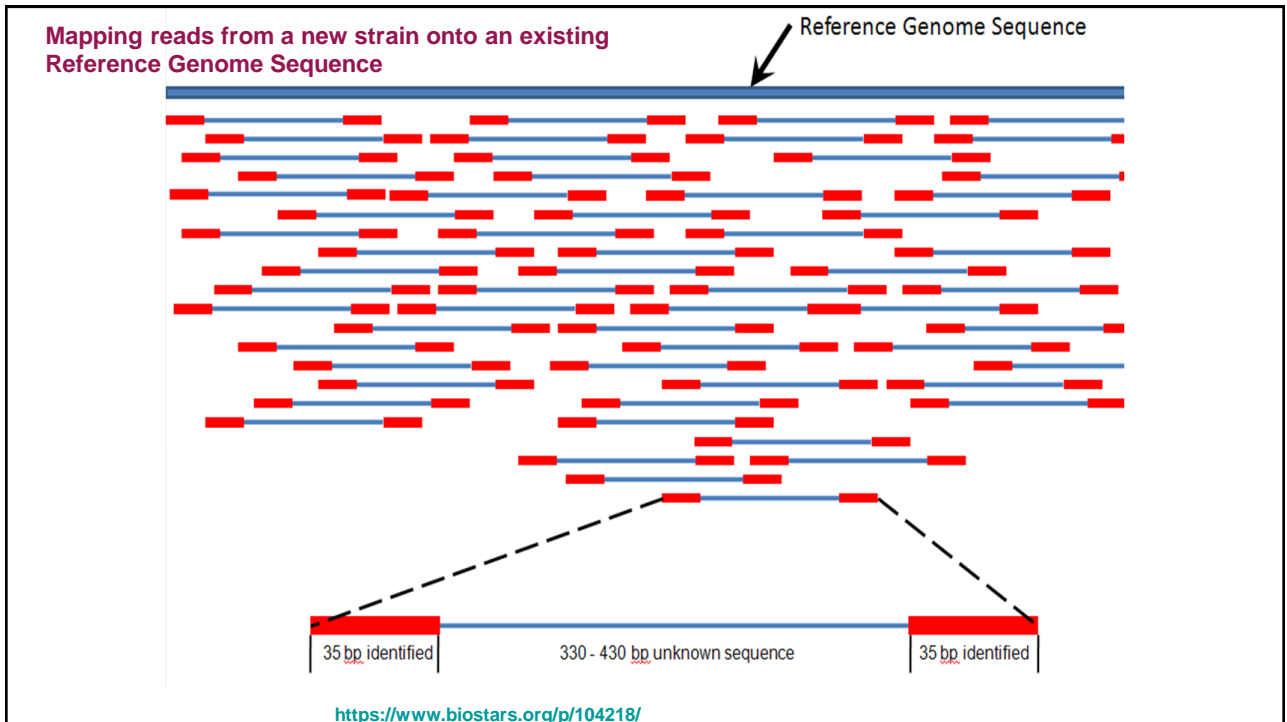 Mapping reads from a new strain onto an existing
Reference Genome Sequence
Reference Genome Sequence
35 bp identified
330 - 430 bp unknown sequence
35 bp identified
https://www.biostars.org/p/104218/